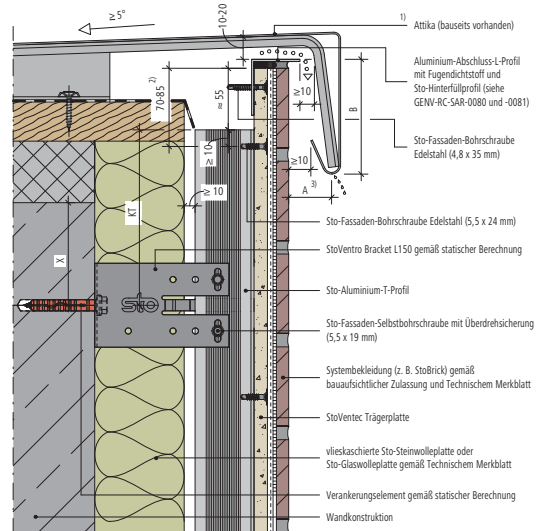 ≥ 5°
10-20
1)
Attika (bauseits vorhanden)
Aluminium-Abschluss-L-Profil
mit Fugendichtstoff und
Sto-Hinterfüllprofil (siehe
GENV-RC-SAR-0080 und -0081)
70-85 2)
≈ 55
≥ 10
B
Sto-Fassaden-Bohrschraube
Edelstahl (4,8 x 35 mm)
≥ 10
≥10
A 3)
≥ 10
KT
Sto-Fassaden-Bohrschraube Edelstahl (5,5 x 24 mm)
StoVentro Bracket L150 gemäß statischer Berechnung
X
Sto-Aluminium-T-Profil
sto
Sto-Fassaden-Selbstbohrschraube mit Überdrehsicherung
(5,5 x 19 mm)
Systembekleidung (z. B. StoBrick) gemäß
bauaufsichtlicher Zulassung und Technischem Merkblatt
StoVentec Trägerplatte
vlieskaschierte Sto-Steinwolleplatte oder
Sto-Glaswolleplatte gemäß Technischem Merkblatt
Verankerungselement gemäß statischer Berechnung
Wandkonstruktion